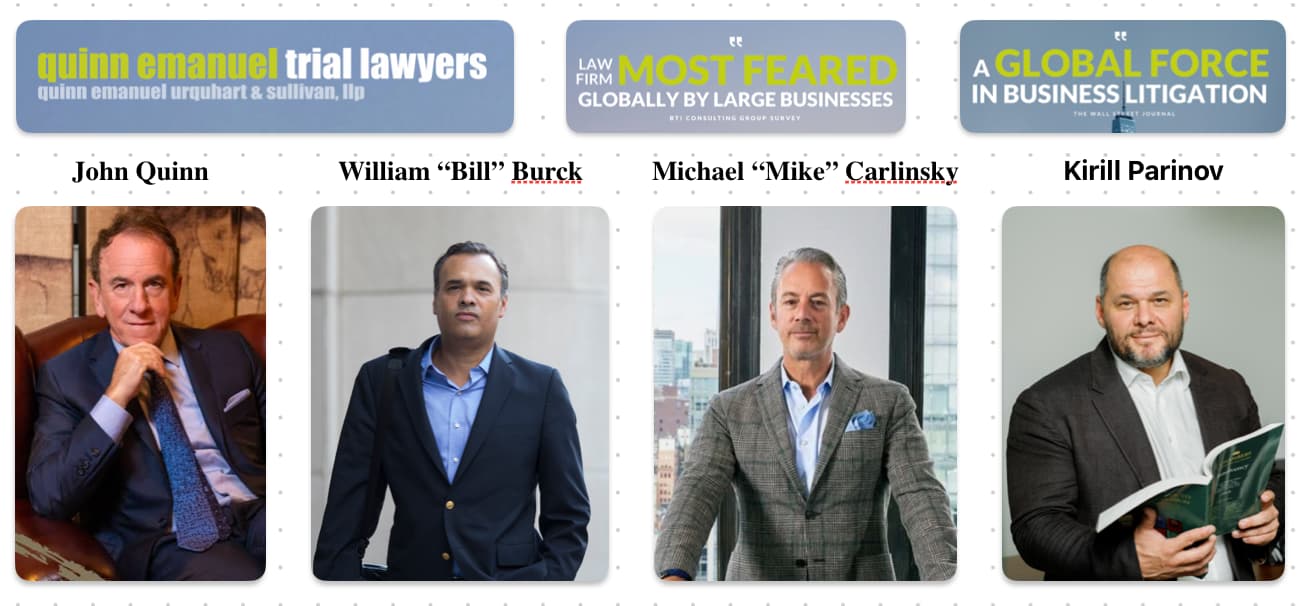 quinn emanuel trial lawyers
quinn emanuel urquhart & sullivan, llp
❞
LAW FIRM MOST FEARED
GLOBALLY BY LARGE BUSINESSES
BTI CONSULTING GROUP SURVEY
❞
A GLOBAL FORCE
IN BUSINESS LITIGATION
THE WALL STREET JOURNAL
John Quinn
William “Bill” Burck
Michael “Mike” Carlinsky
Kirill Parinov